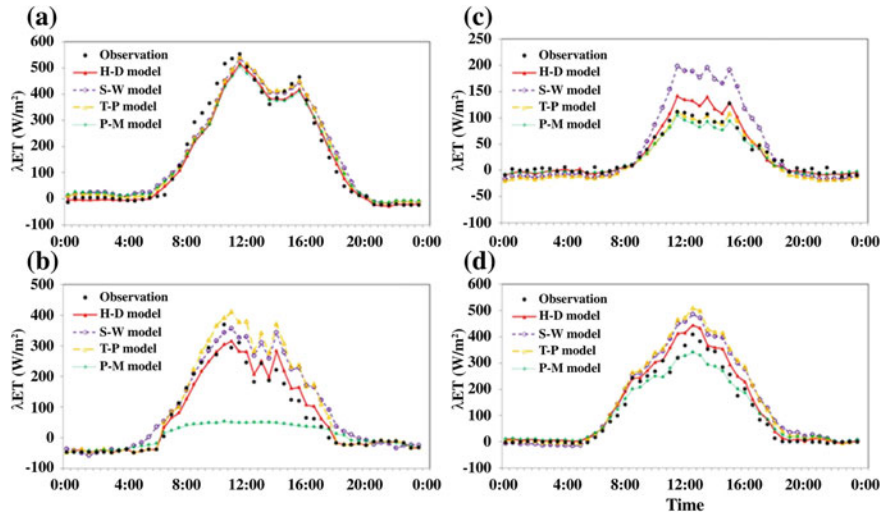 (a)
λET (W/m²)
600
500
400
300
200
100
0
-100
Observation
H-D model
S-W model
T-P model
P-M model
0:00 4:00 8:00 12:00 16:00 20:00 0:00
(c)
λET (W/m²)
250
200
150
100
50
0
-50
-100
Observation
H-D model
S-W model
T-P model
P-M model
0:00 4:00 8:00 12:00 16:00 20:00 0:00
(b)
λET (W/m²)
500
400
300
200
100
0
-100
Observation
H-D model
S-W model
T-P model
P-M model
0:00 4:00 8:00 12:00 16:00 20:00 0:00
(d)
λET (W/m²)
600
500
400
300
200
100
0
-100
Observation
H-D model
S-W model
T-P model
P-M model
0:00 4:00 8:00 12:00 16:00 20:00 0:00
Time